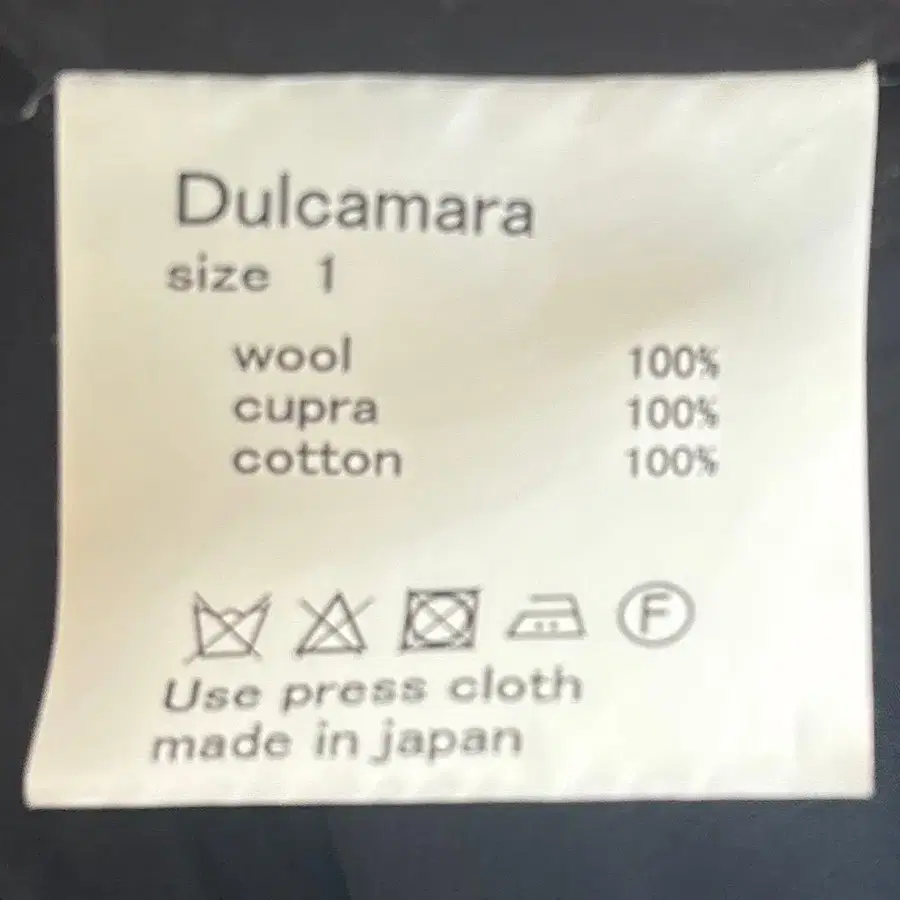 Dulcamara
size 1
wool 100%
cupra 100%
cotton 100%
F
Use press cloth
made in japan